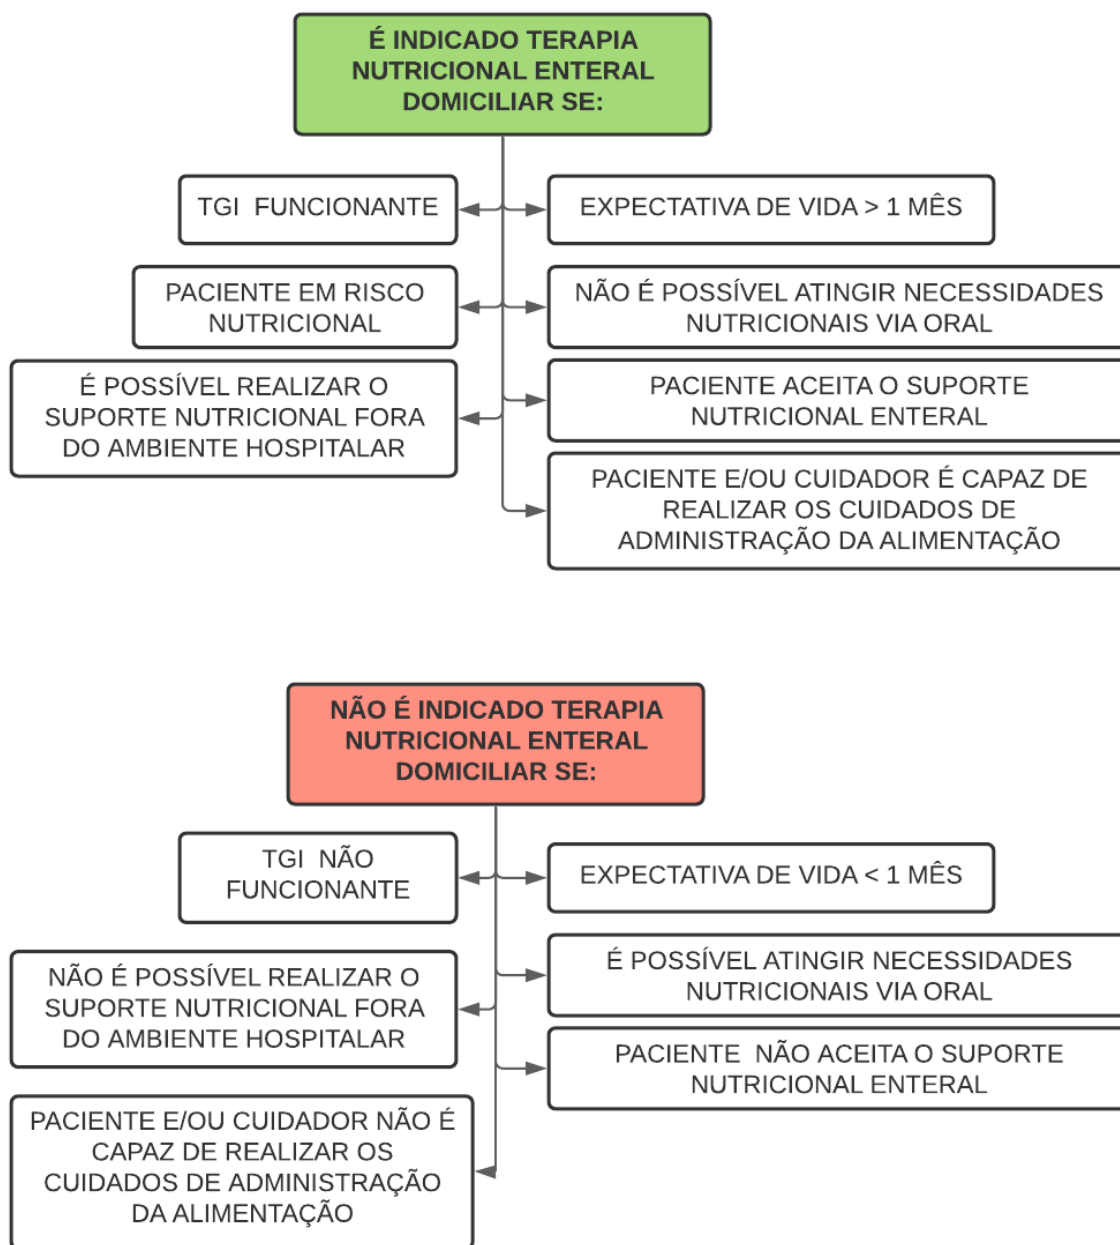 É INDICADO TERAPIA
NUTRICIONAL ENTERAL
DOMICILIAR SE:
TGI FUNCIONANTE
EXPECTATIVA DE VIDA > 1 MÊS
PACIENTE EM RISCO
NUTRICIONAL
NÃO É POSSÍVEL ATINGIR NECESSIDADES
NUTRICIONAIS VIA ORAL
É POSSÍVEL REALIZAR O
SUPORTE NUTRICIONAL FORA
DO AMBIENTE HOSPITALAR
PACIENTE ACEITA O SUPORTE
NUTRICIONAL ENTERAL
PACIENTE E/OU CUIDADOR É CAPAZ DE
REALIZAR OS CUIDADOS DE
ADMINISTRAÇÃO DA ALIMENTAÇÃO
NÃO É INDICADO TERAPIA
NUTRICIONAL ENTERAL
DOMICILIAR SE:
TGI NÃO
FUNCIONANTE
EXPECTATIVA DE VIDA < 1 MÊS
NÃO É POSSÍVEL REALIZAR O
SUPORTE NUTRICIONAL FORA
DO AMBIENTE HOSPITALAR
É POSSÍVEL ATINGIR NECESSIDADES
NUTRICIONAIS VIA ORAL
PACIENTE NÃO ACEITA O SUPORTE
NUTRICIONAL ENTERAL
PACIENTE E/OU CUIDADOR NÃO É
CAPAZ DE REALIZAR OS
CUIDADOS DE ADMINISTRAÇÃO
DA ALIMENTAÇÃO